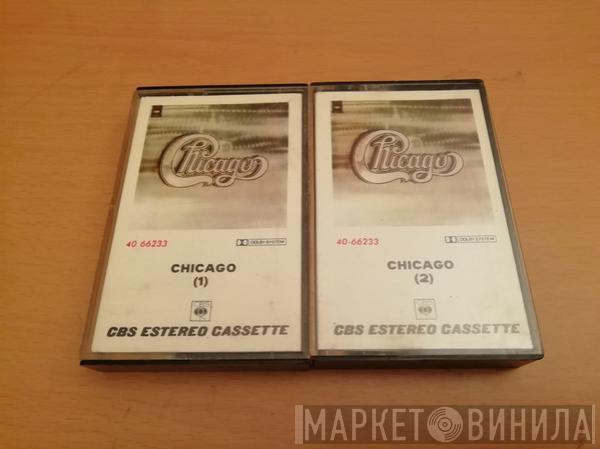 Chicago
40 66233
DOLBY SYSTEM
CHICAGO
(1)
CBS ESTEREO CASSETTE
Chicago
40-66233
DOLBY SYSTEM
CHICAGO
(2)
CBS ESTEREO CASSETTE
МАРКЕТ ВИНИЛА